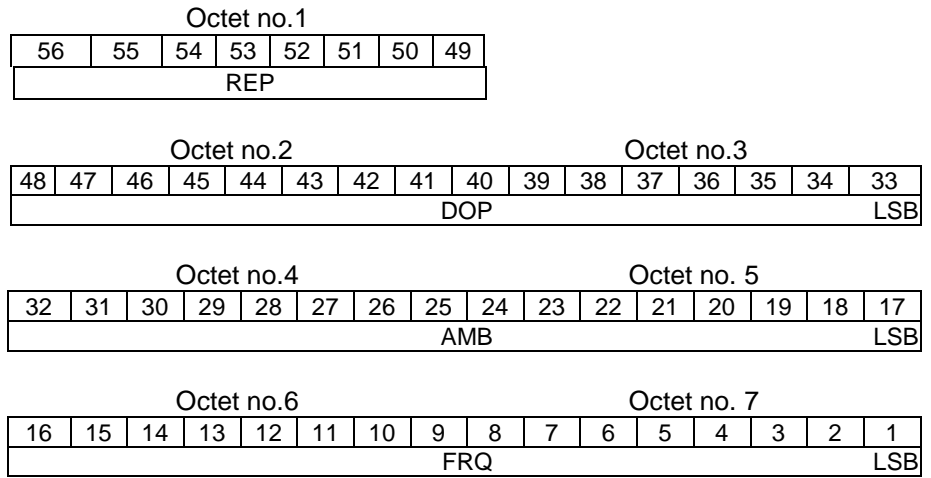 Octet no.1
56 55 54 53 52 51 50 49
REP
Octet no.2 Octet no.3
48 47 46 45 44 43 42 41 40 39 38 37 36 35 34 33
DOP LSB
Octet no.4 Octet no. 5
32 31 30 29 28 27 26 25 24 23 22 21 20 19 18 17
AMB LSB
Octet no.6 Octet no. 7
16 15 14 13 12 11 10 9 8 7 6 5 4 3 2 1
FRQ LSB